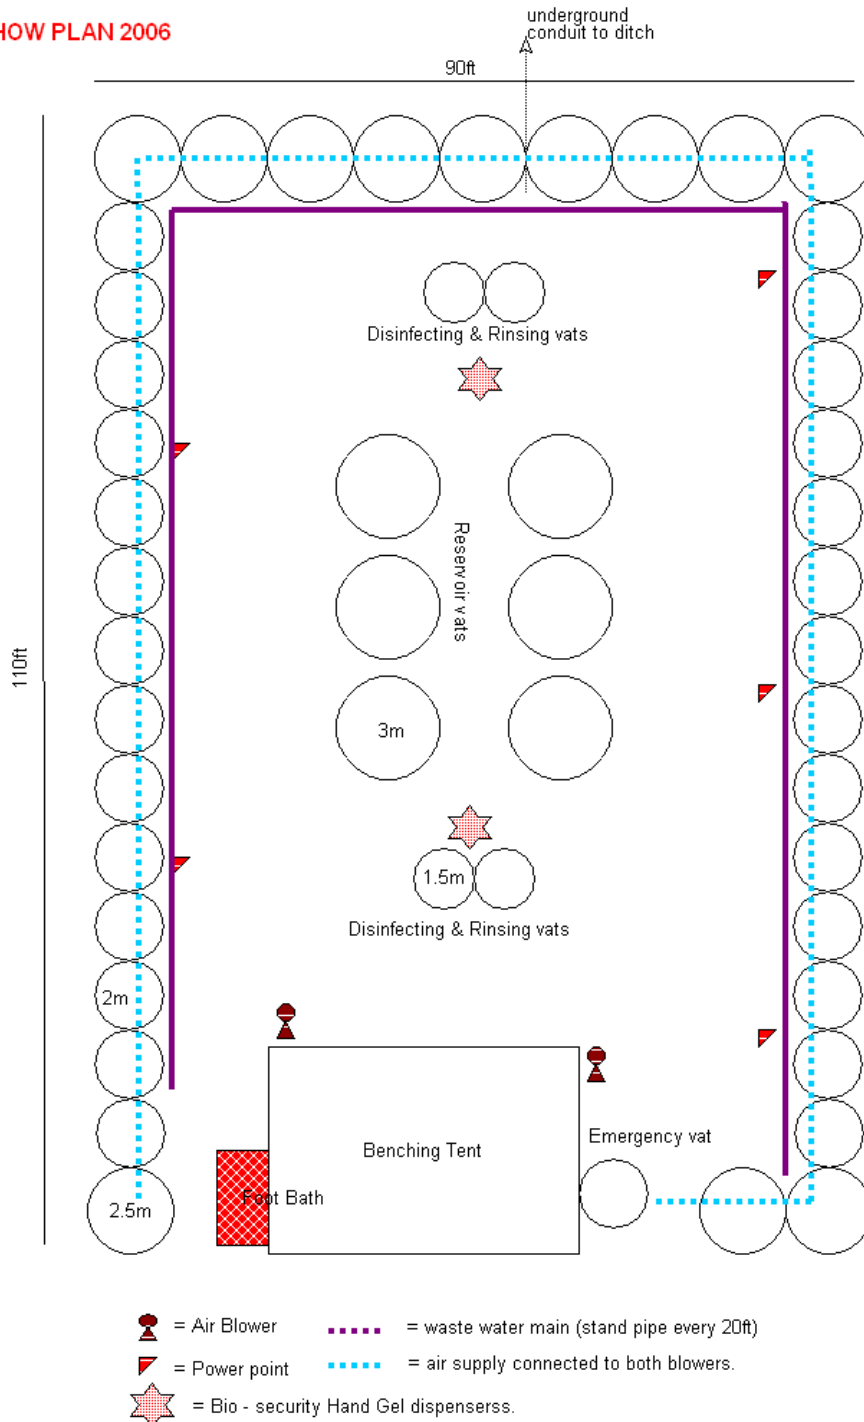 HOW PLAN 2006
underground
conduit to ditch
90ft
110ft
Disinfecting & Rinsing vats
Reservoir vats
3m
1.5m
Disinfecting & Rinsing vats
2m
Benching Tent
Emergency vat
Foot Bath
2.5m
= Air Blower
= waste water main (stand pipe every 20ft)
= Power point
= air supply connected to both blowers.
= Bio - security Hand Gel dispenserss.